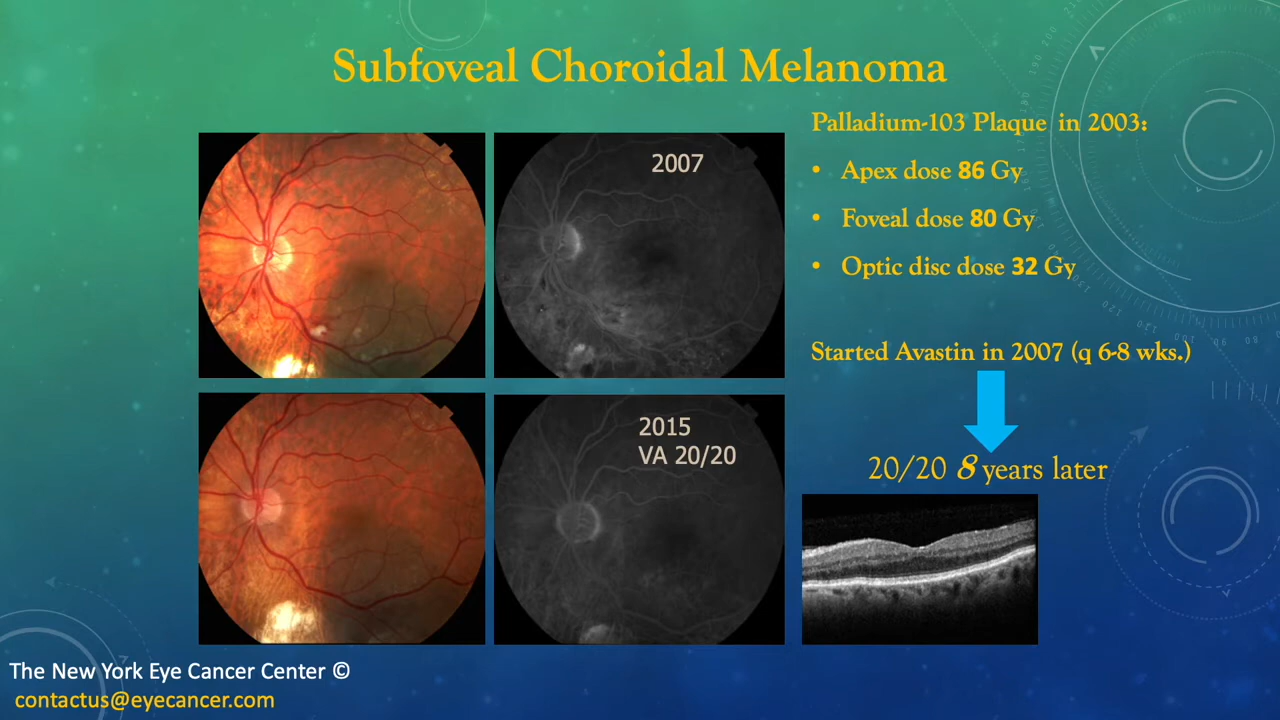 Subfoveal Choroidal Melanoma
2007
2015
VA 20/20
Palladium-103 Plaque in 2003:
• Apex dose 86 Gy
• Foveal dose 80 Gy
• Optic disc dose 32 Gy
Started Avastin in 2007 (q 6-8 wks.)
20/20 8 years later
The New York Eye Cancer Center ©
contactus@eyecancer.com